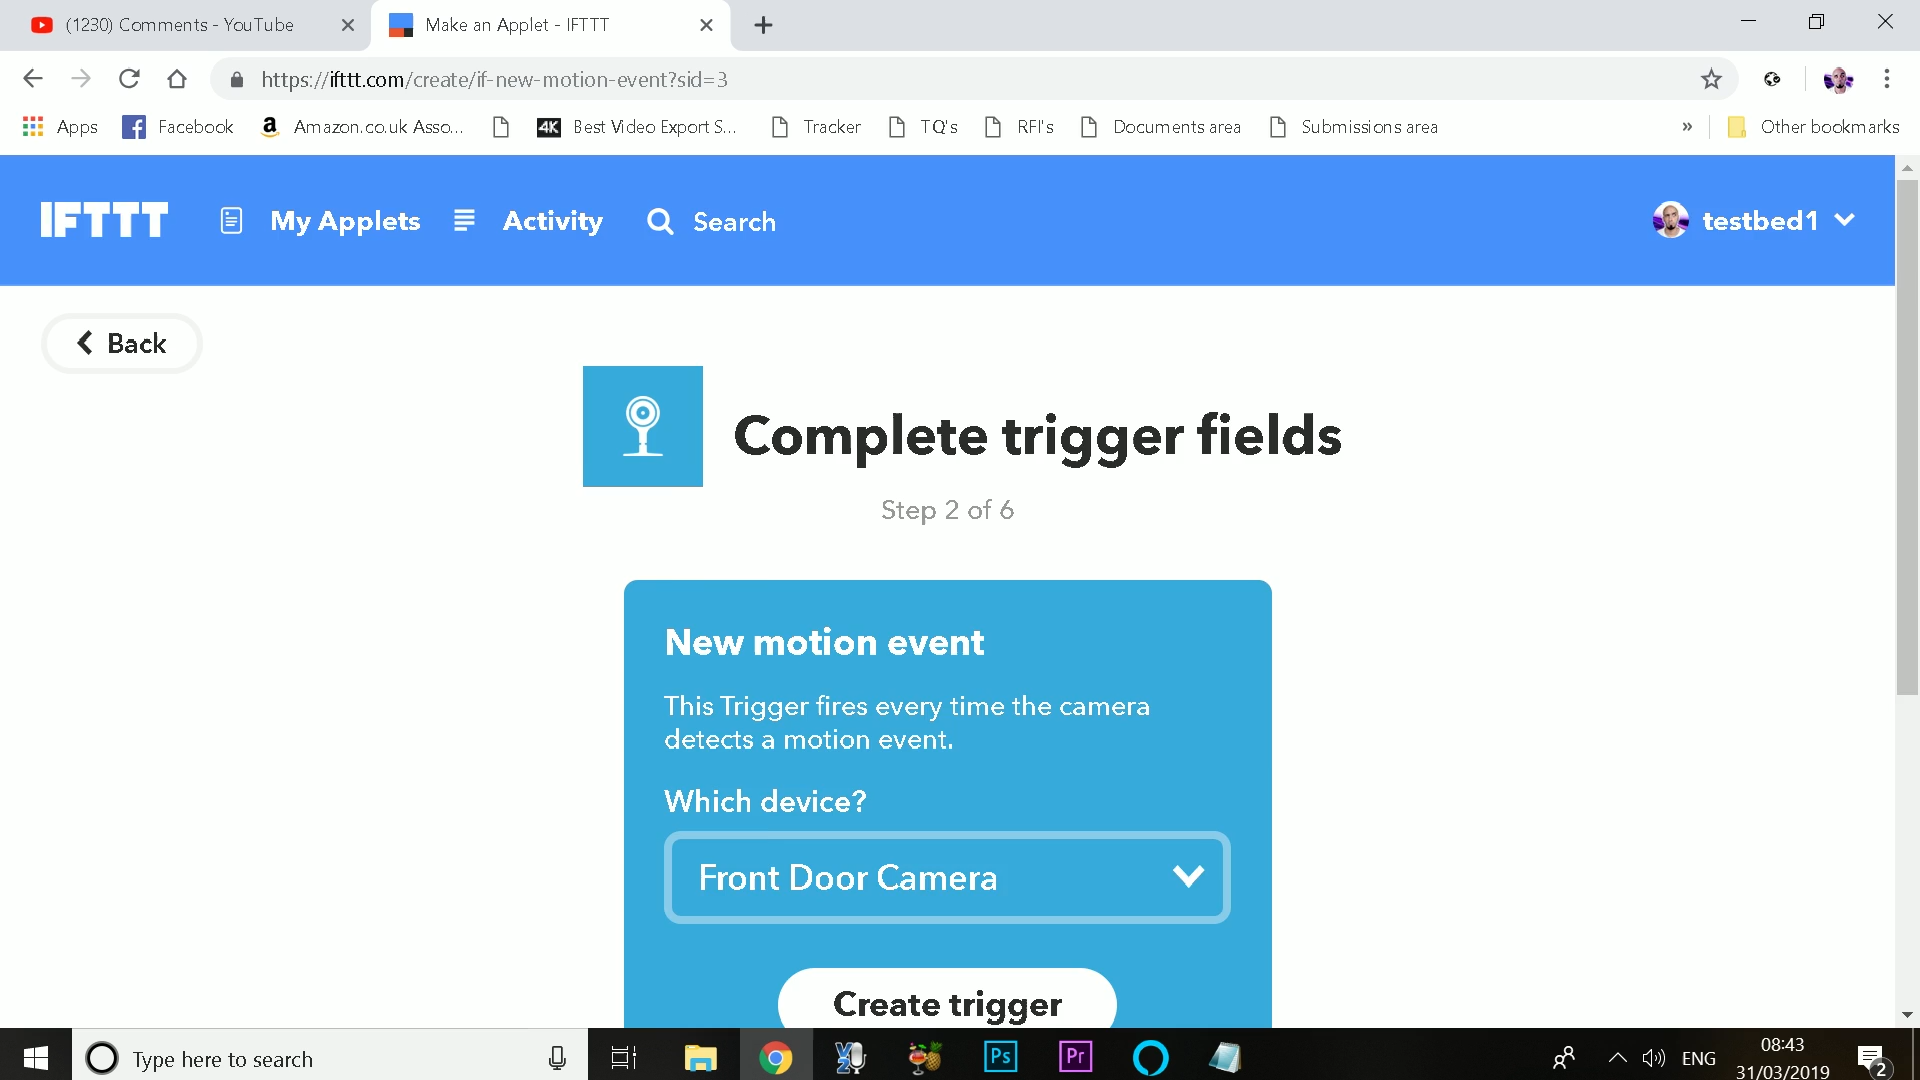 (1230) Comments - YouTube
Make an Applet - IFTTT
https://ifttt.com/create/if-new-motion-event?sid=3
Apps
Facebook
a Amazon.co.uk Asso...
4K Best Video Export S...
Tracker
TQ's
RFI's
Documents area
Submissions area
»
Other bookmarks
IFTTT
My Applets
Activity
Search
testbed1
Back
Complete trigger fields
Step 2 of 6
New motion event
This Trigger fires every time the camera
detects a motion event.
Which device?
Front Door Camera
Create trigger
Type here to search
Ps
Pr
ENG
08:43
31/03/2019
2